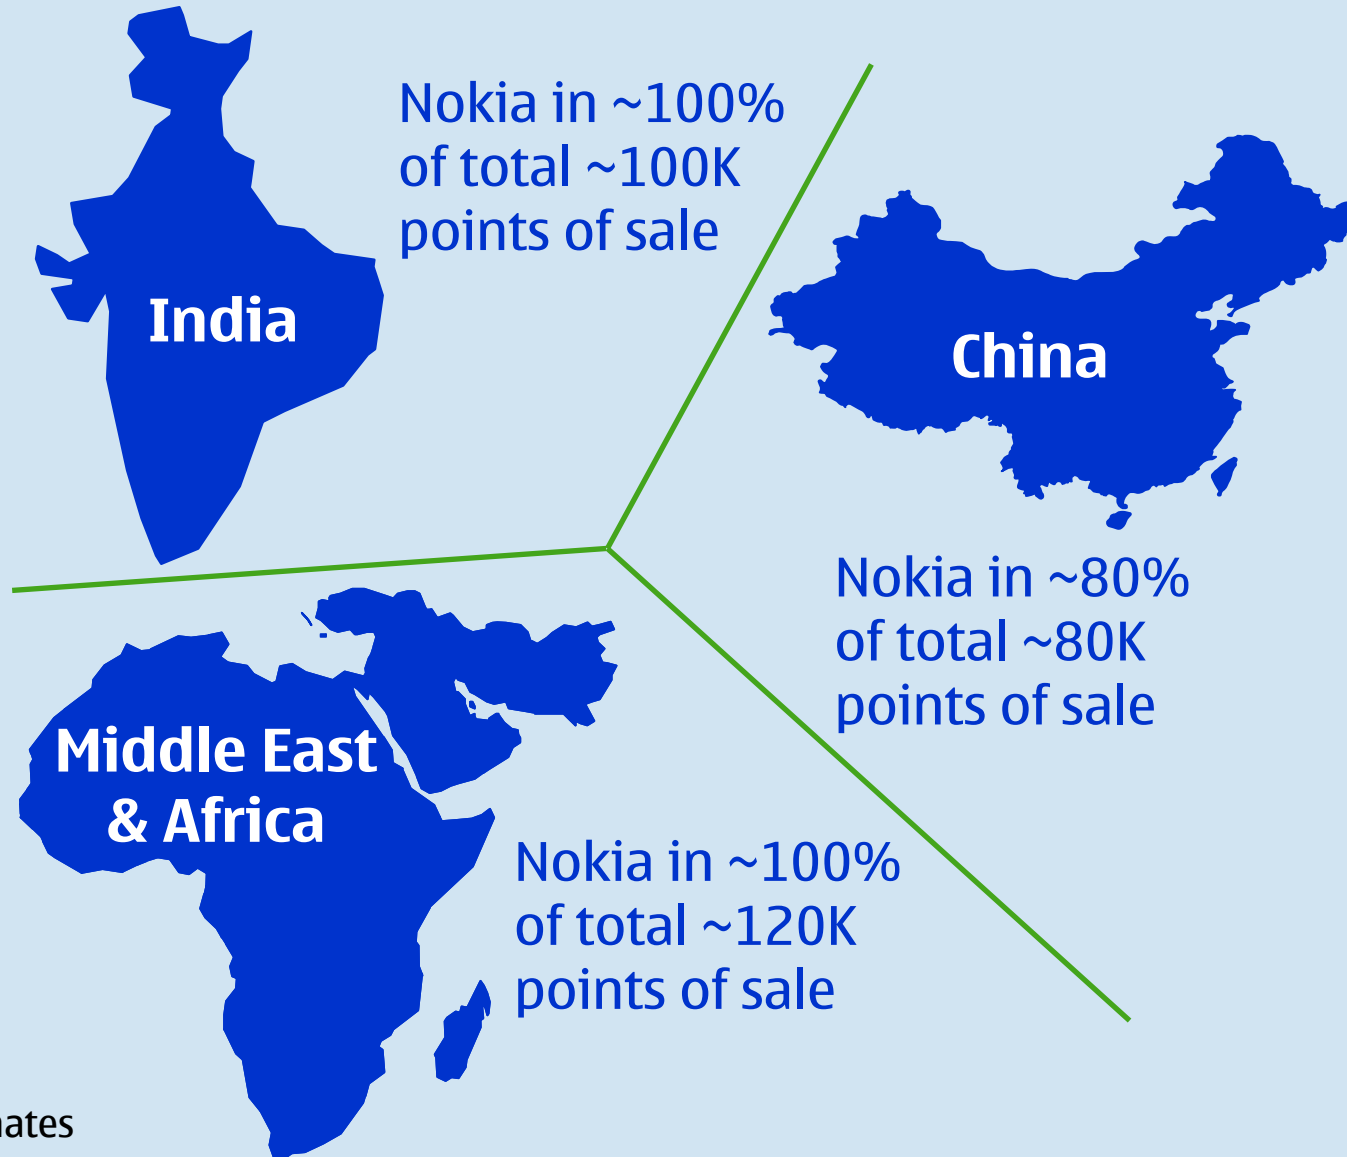 Nokia in ~100%
of total ~100K
points of sale
India
China
Nokia in ~80%
of total ~80K
points of sale
Middle East
& Africa
Nokia in ~100%
of total ~120K
points of sale